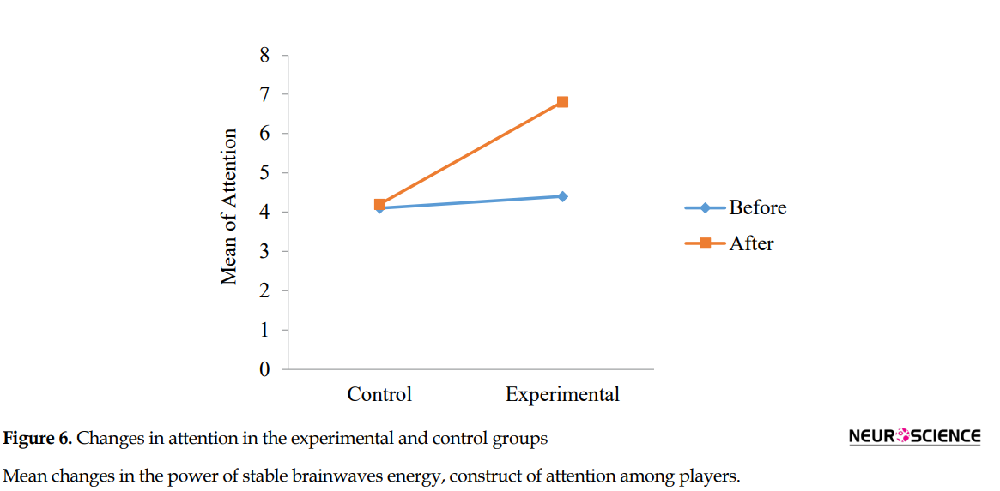 8
7
6
5
4
3
2
1
0
Mean of Attention
Control Experimental
Before
After
Figure 6. Changes in attention in the experimental and control groups
NEUROSCIENCE
Mean changes in the power of stable brainwaves energy, construct of attention among players.